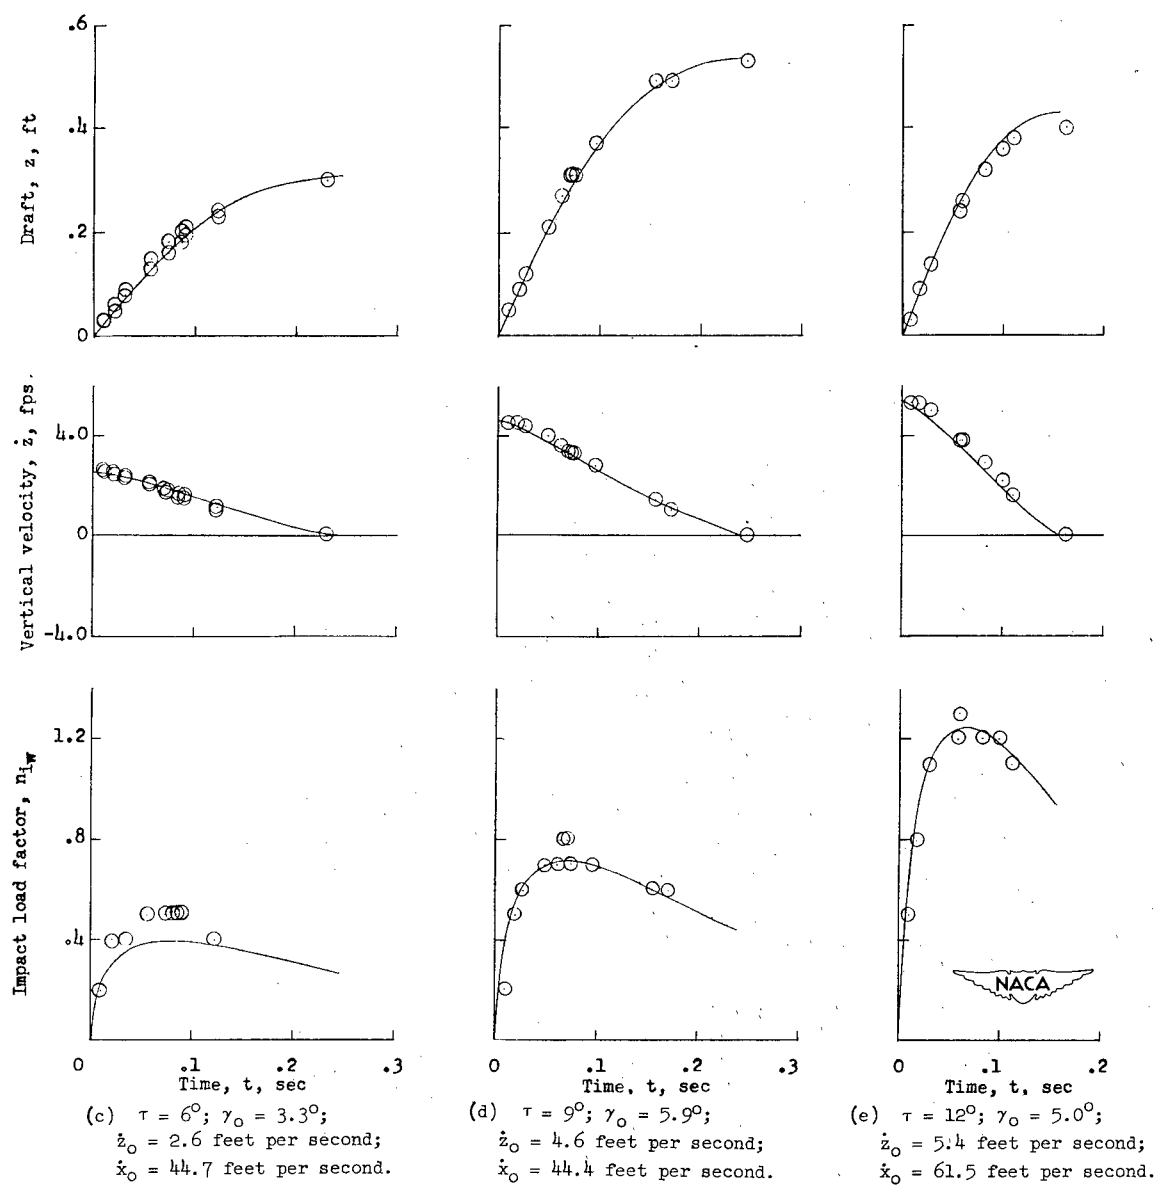 .6
.4
.2
0
Draft, z, ft
4.0
0
-4.0
Vertical velocity, ż, fps.
1.2
.8
.4
Impact load factor, n_iw
NACA
0 .1 .2 .3
Time, t, sec
0 .1 .2 .3
Time, t, sec
0 .1 .2
Time, t, sec
(c) τ = 6°; γ_o = 3.3°;
ż_o = 2.6 feet per second;
ẋ_o = 44.7 feet per second.
(d) τ = 9°; γ_o = 5.9°;
ż_o = 4.6 feet per second;
ẋ_o = 44.4 feet per second.
(e) τ = 12°; γ_o = 5.0°;
ż_o = 5.4 feet per second;
ẋ_o = 61.5 feet per second.